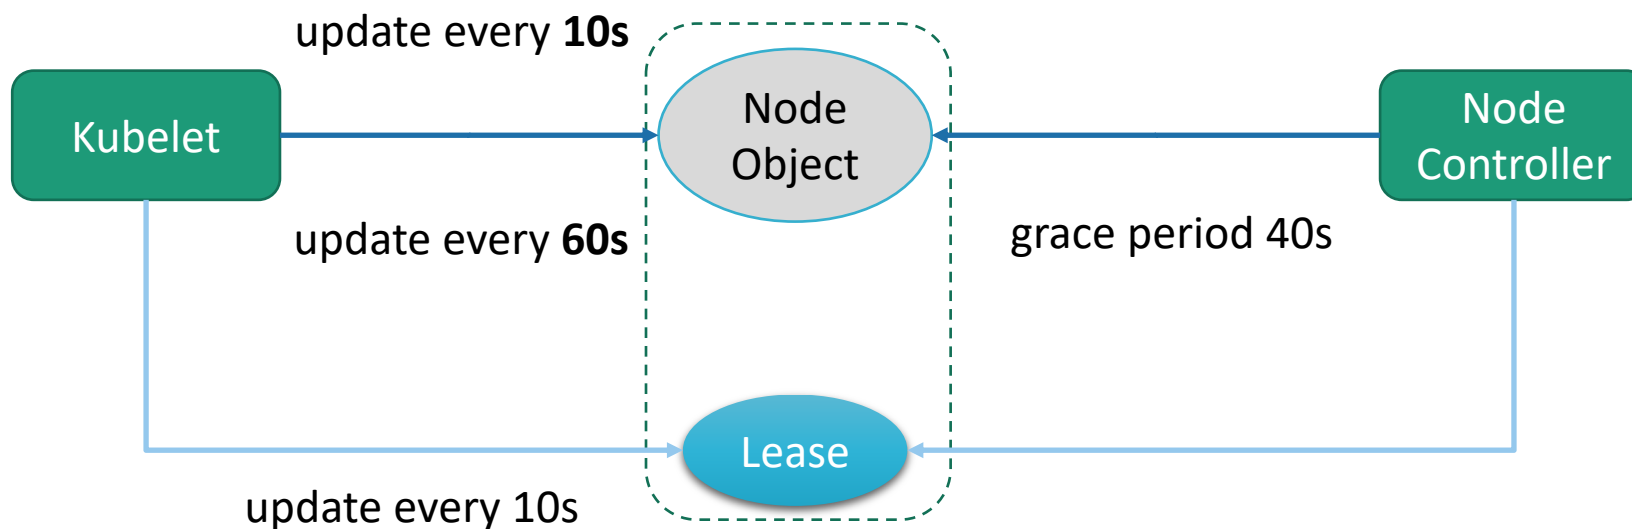 update every 10s
Kubelet
Node
Object
Node
Controller
update every 60s
grace period 40s
Lease
update every 10s